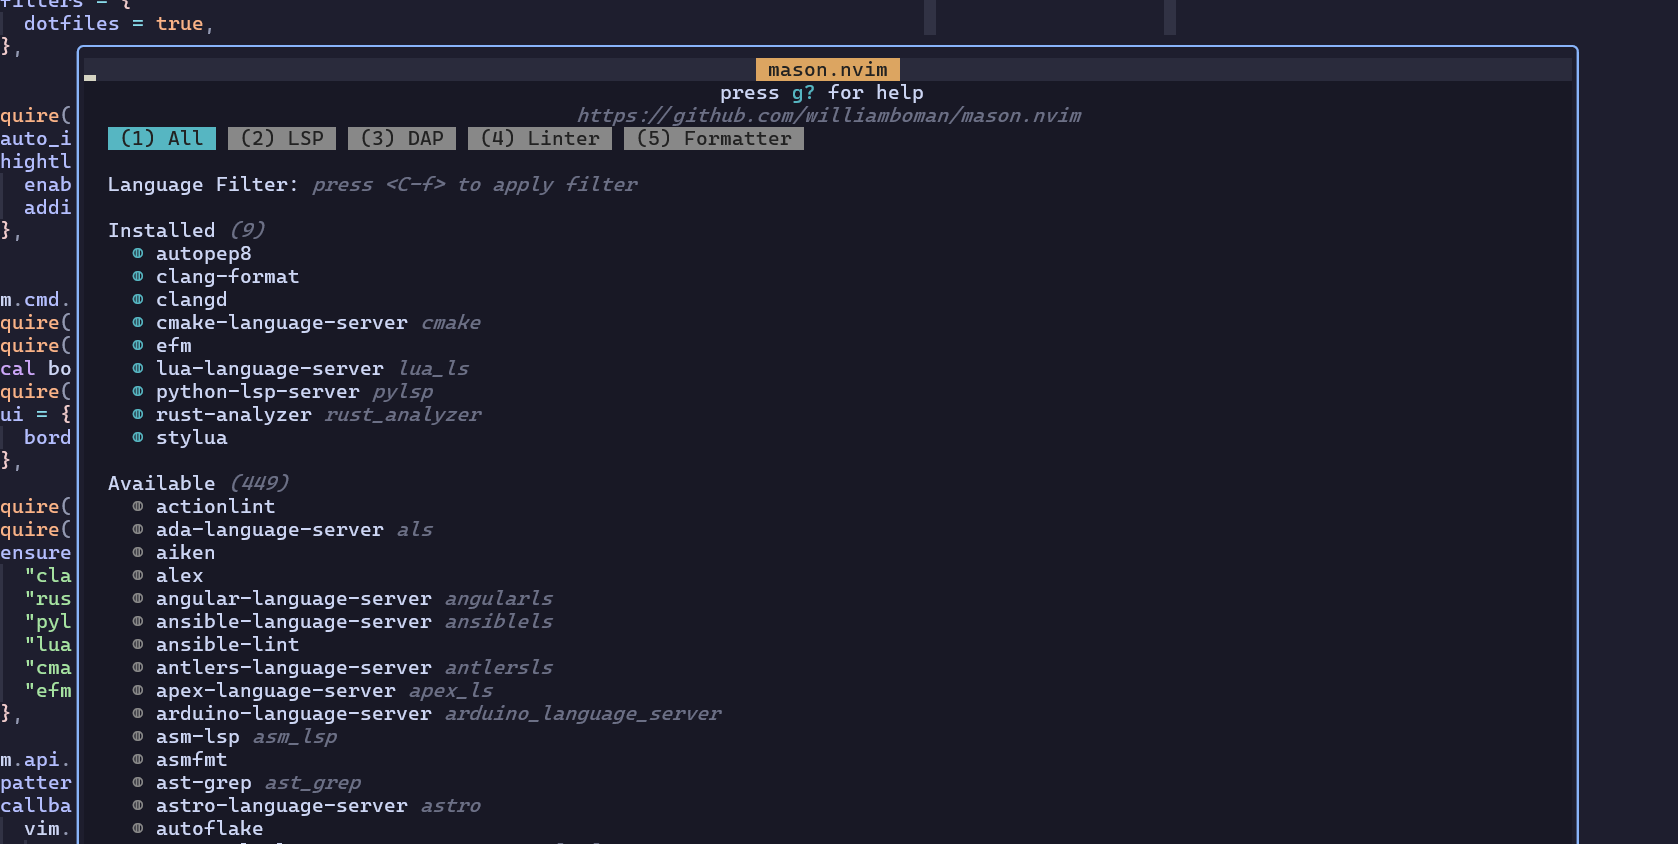 filters = {
dotfiles = true,
},
mason.nvim
press g? for help
https://github.com/williamboman/mason.nvim
quire(
auto_i
(1) All (2) LSP (3) DAP (4) Linter (5) Formatter
hightl
enab
Language Filter: press <C-f> to apply filter
addi
},
Installed (9)
autopep8
clang-format
m.cmd.
clangd
quire(
cmake-language-server cmake
quire(
efm
cal bo
lua-language-server lua_ls
quire(
python-lsp-server pylsp
ui = {
rust-analyzer rust_analyzer
bord
stylua
},
Available (449)
quire(
actionlint
quire(
ada-language-server als
ensure
aiken
"cla
alex
"rus
angular-language-server angularls
"pyl
ansible-language-server ansiblels
"lua
ansible-lint
"cma
antlers-language-server antlersls
"efm
apex-language-server apex_ls
},
arduino-language-server arduino_language_server
asm-lsp asm_lsp
m.api.
asmfmt
patter
ast-grep ast_grep
callba
astro-language-server astro
vim.
autoflake